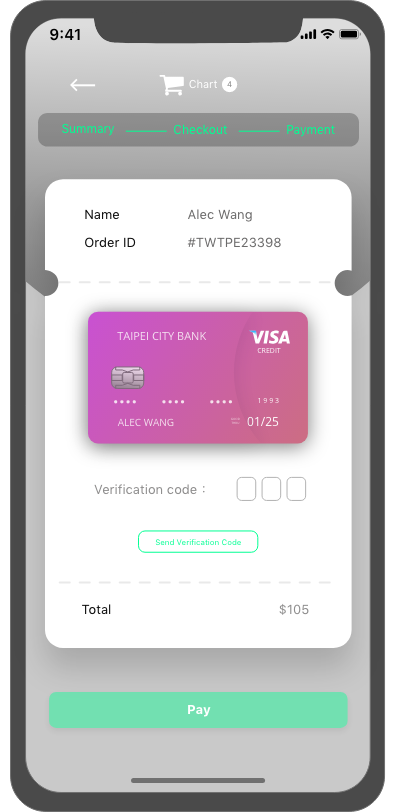 9:41
Chart 4
Summary Checkout Payment
Name Alec Wang
Order ID #TWTPE23398
TAIPEI CITY BANK VISA
CREDIT
1993
ALEC WANG 01/25
Verification code：
Send Verification Code
Total $105
Pay